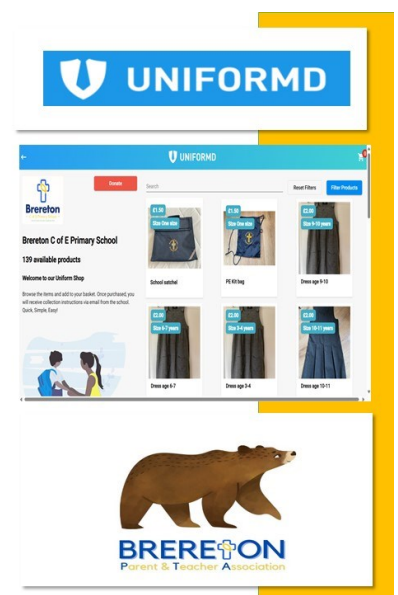 UNIFORMD
UNIFORMD
Donate
Search
Reset Filters
Filter Products
Brereton
Brereton C of E Primary School
139 available products
Welcome to our Uniform Shop
Browse the items and add to your basket. Once purchased, you
will receive collection instructions via email from the school.
Quick, Simple, Easy!
£1.50
Size One size
School satchel
£1.00
Size One size
PE Kit bag
£2.00
Size 9-10 years
Dress age 9-10
£2.00
Size 6-7 years
Dress age 6-7
£2.00
Size 3-4 years
Dress age 3-4
£2.00
Size 10-11 years
Dress age 10-11
BRERETON
Parent & Teacher Association